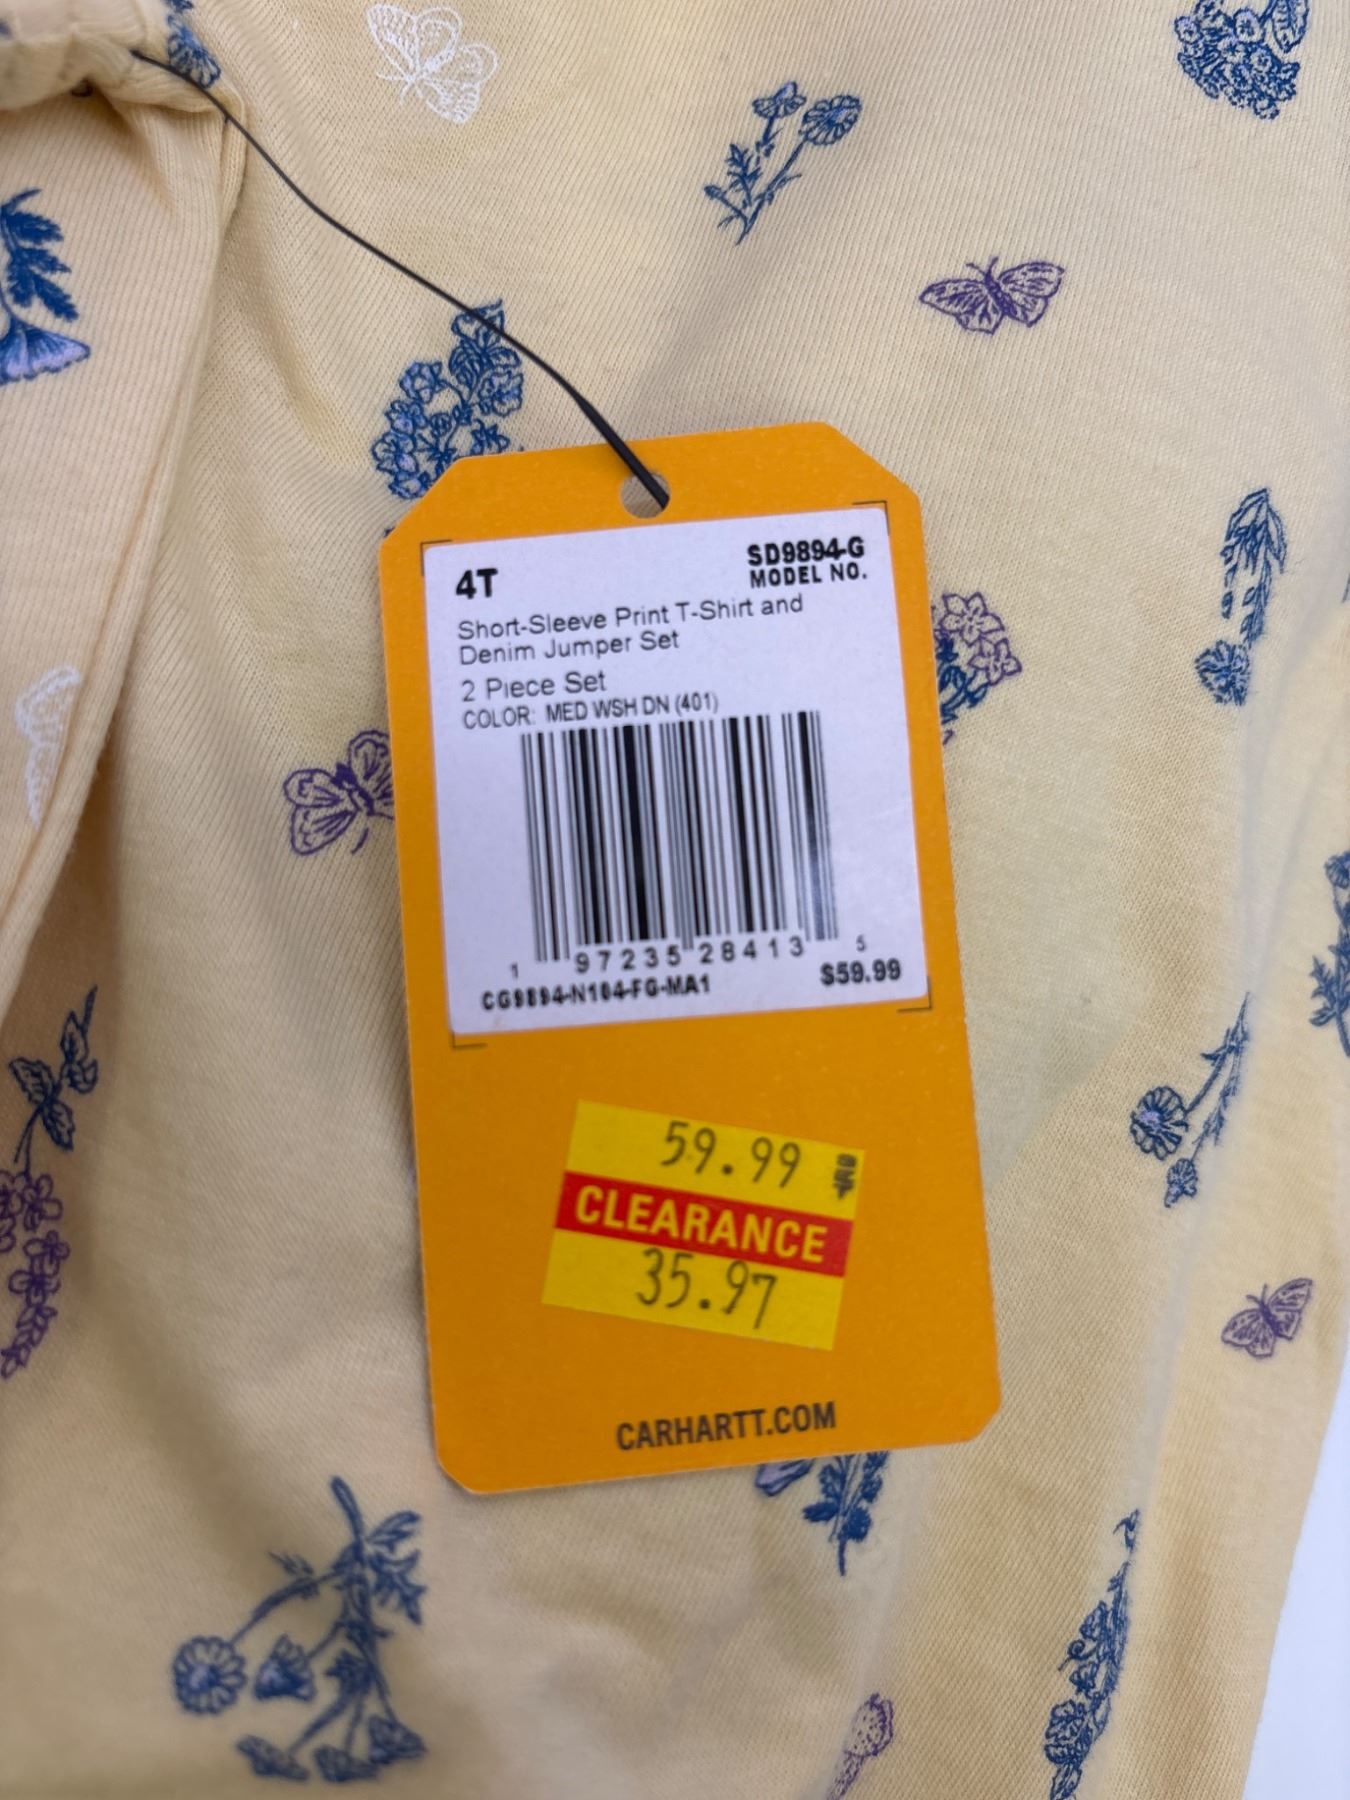 4T
SD9894-G
MODEL NO.
Short-Sleeve Print T-Shirt and
Denim Jumper Set
2 Piece Set
COLOR: MED WSH DN (401)
1 97235 28413 5
CG9894-N104-FG-MA1
$59.99
59.99
CLEARANCE
35.97
CARHARTT.COM